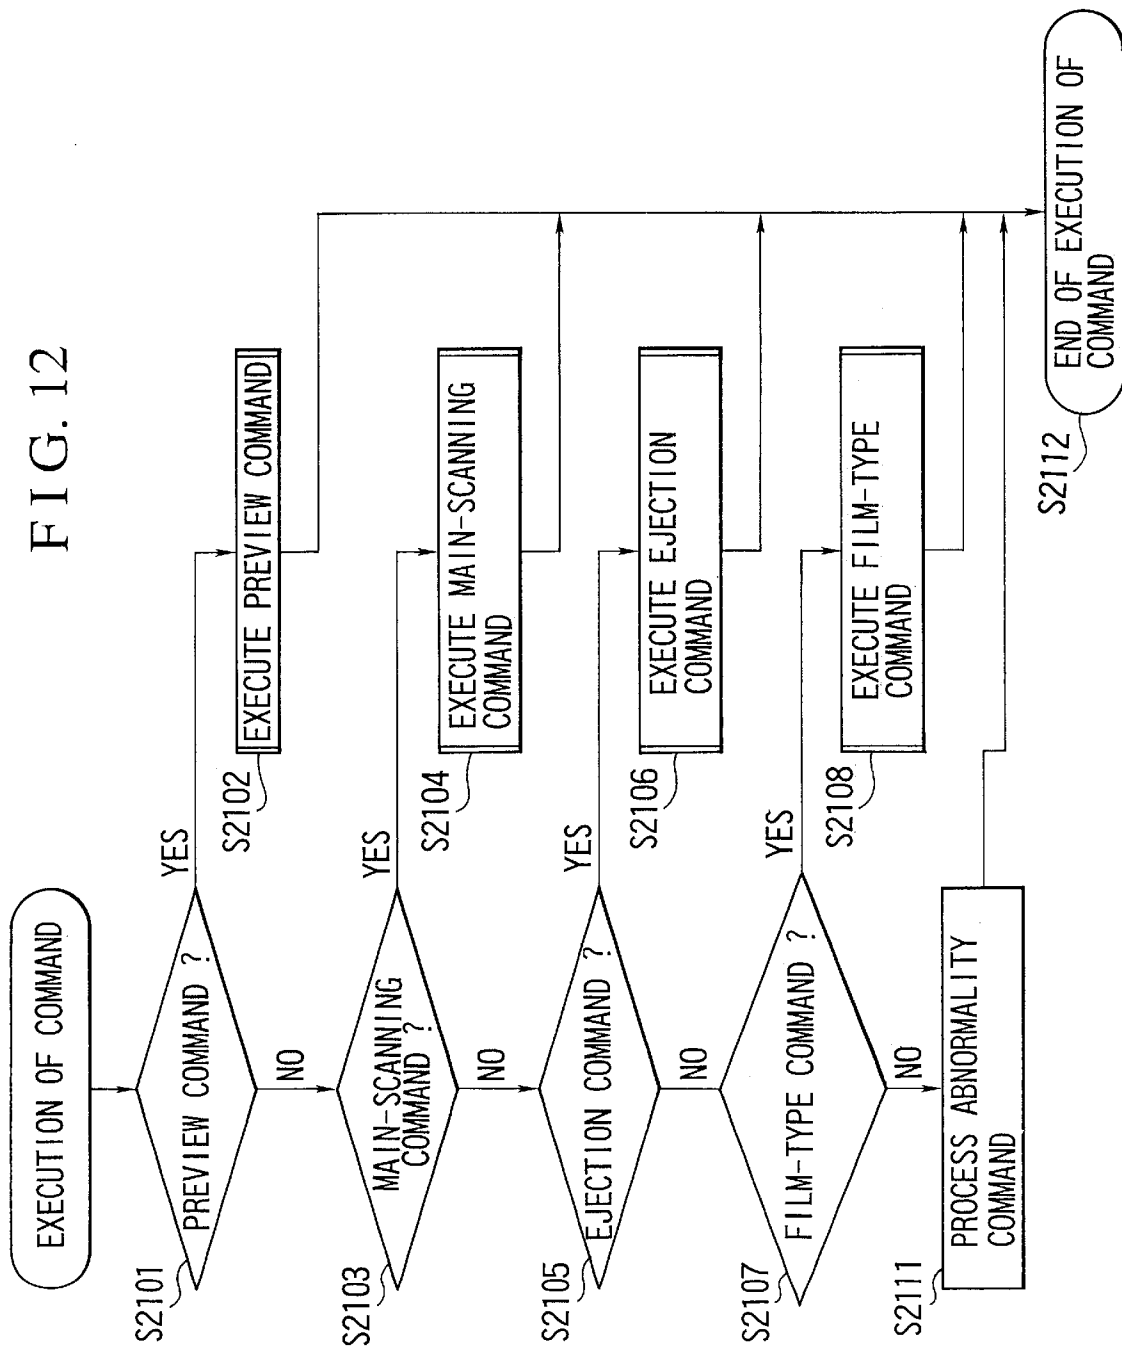 FIG. 12
EXECUTION OF COMMAND
S2101
PREVIEW COMMAND ?
YES
NO
S2102
EXECUTE PREVIEW COMMAND
S2103
MAIN-SCANNING
COMMAND ?
YES
NO
S2104
EXECUTE MAIN-SCANNING
COMMAND
S2105
EJECTION COMMAND ?
YES
NO
S2106
EXECUTE EJECTION
COMMAND
S2107
FILM-TYPE COMMAND ?
YES
NO
S2108
EXECUTE FILM-TYPE
COMMAND
S2111
PROCESS ABNORMALITY
COMMAND
S2112
END OF EXECUTION OF
COMMAND